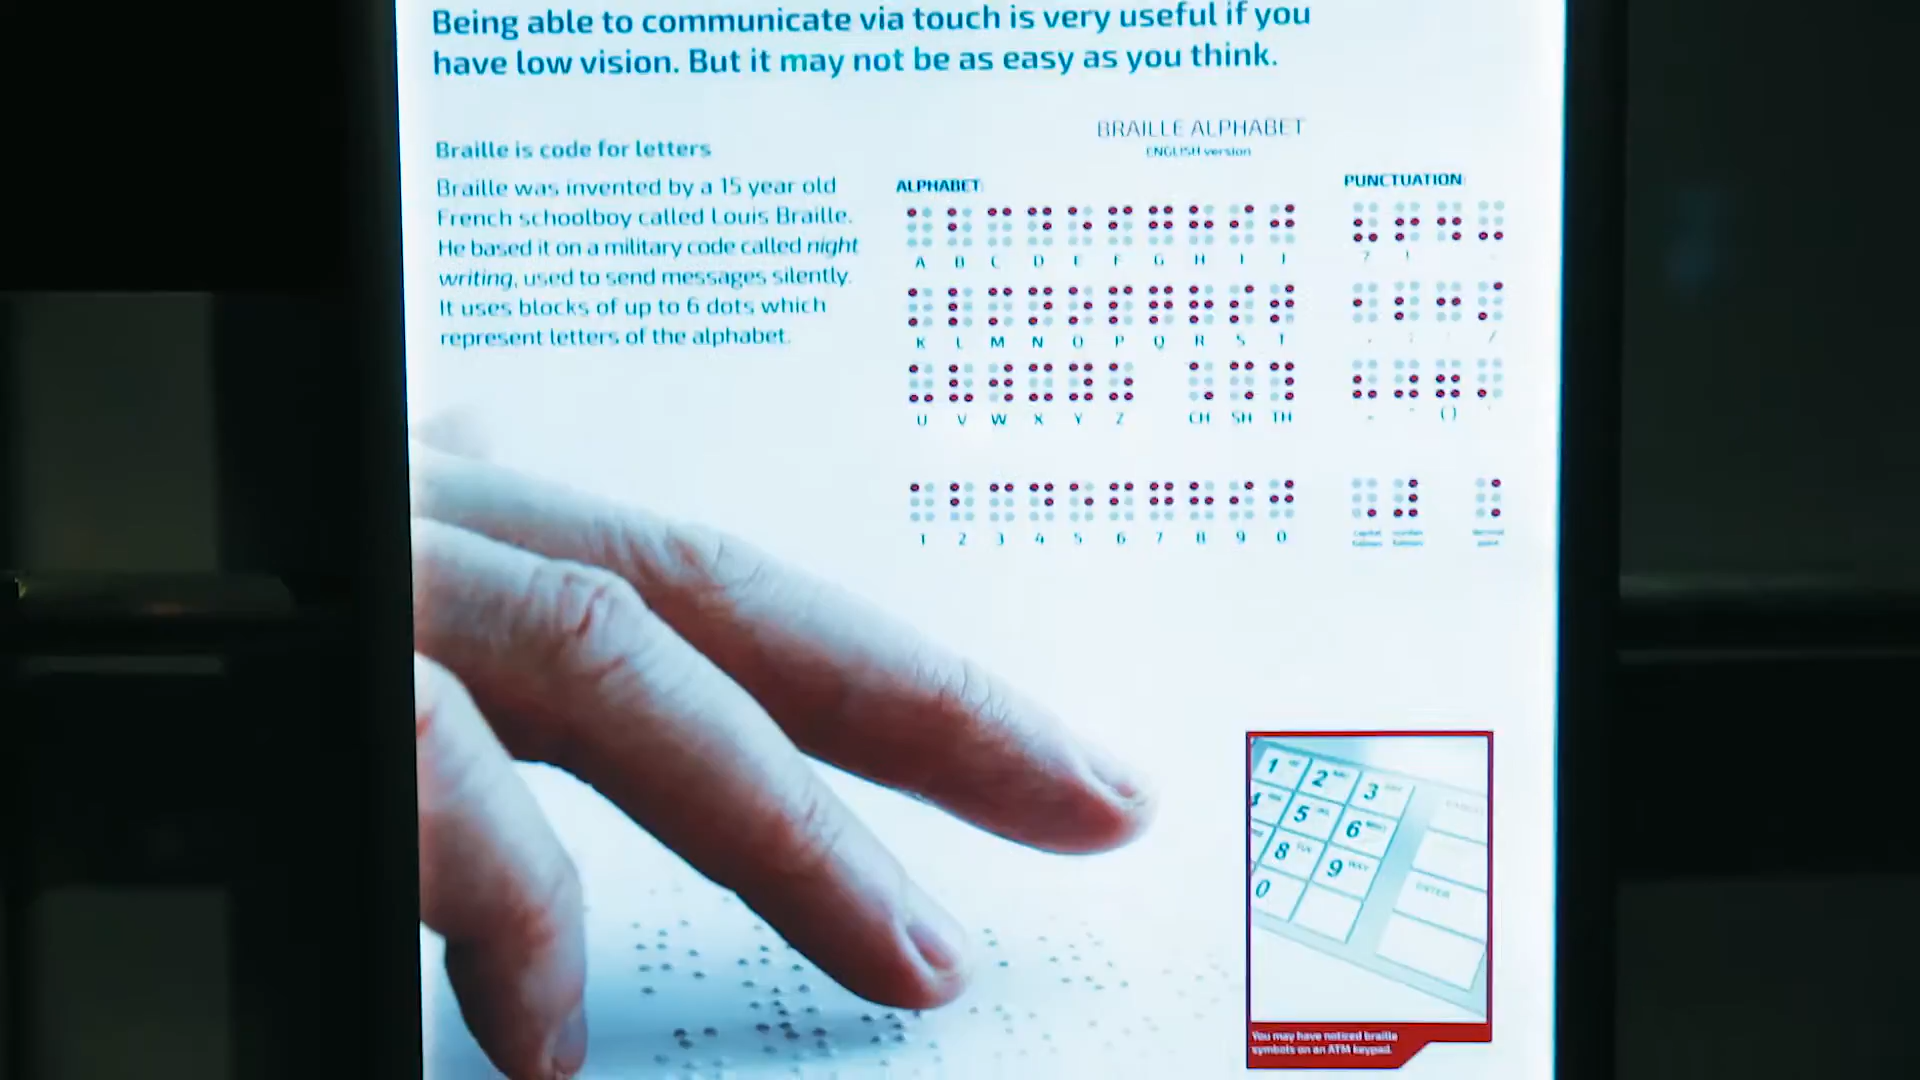 Being able to communicate via touch is very useful if you
have low vision. But it may not be as easy as you think.
Braille is code for letters
Braille was invented by a 15 year old
French schoolboy called Louis Braille.
He based it on a military code called night
writing, used to send messages silently.
It uses blocks of up to 6 dots which
represent letters of the alphabet.
BRAILLE ALPHABET
ENGLISH version
ALPHABET:
A B C D E F G H I J
K L M N O P Q R S T
U V W X Y Z CH SH TH
1 2 3 4 5 6 7 8 9 0
PUNCTUATION:
? !
/
( )
1 2 3
5 6
8 9
0
ENTER
You may have noticed braille
symbols on an ATM keypad.